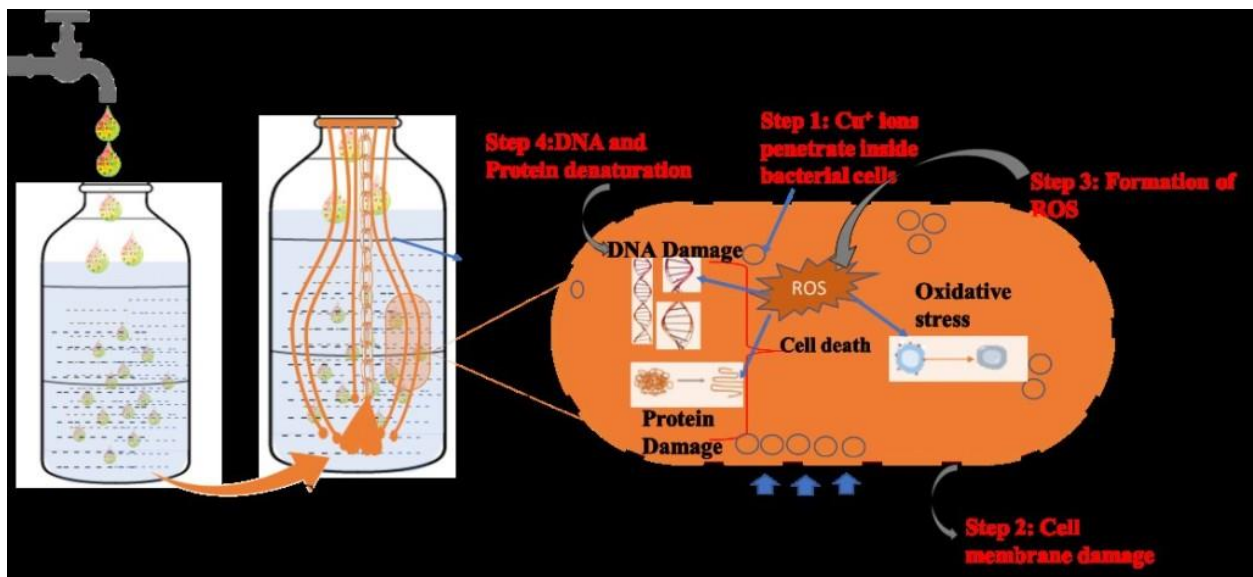 Step 4:DNA and
Protein denaturation
Step 1: Cu⁺ ions
penetrate inside
bacterial cells
Step 3: Formation of
ROS
DNA Damage
ROS
Oxidative
stress
Cell death
Protein
Damage
Step 2: Cell
membrane damage